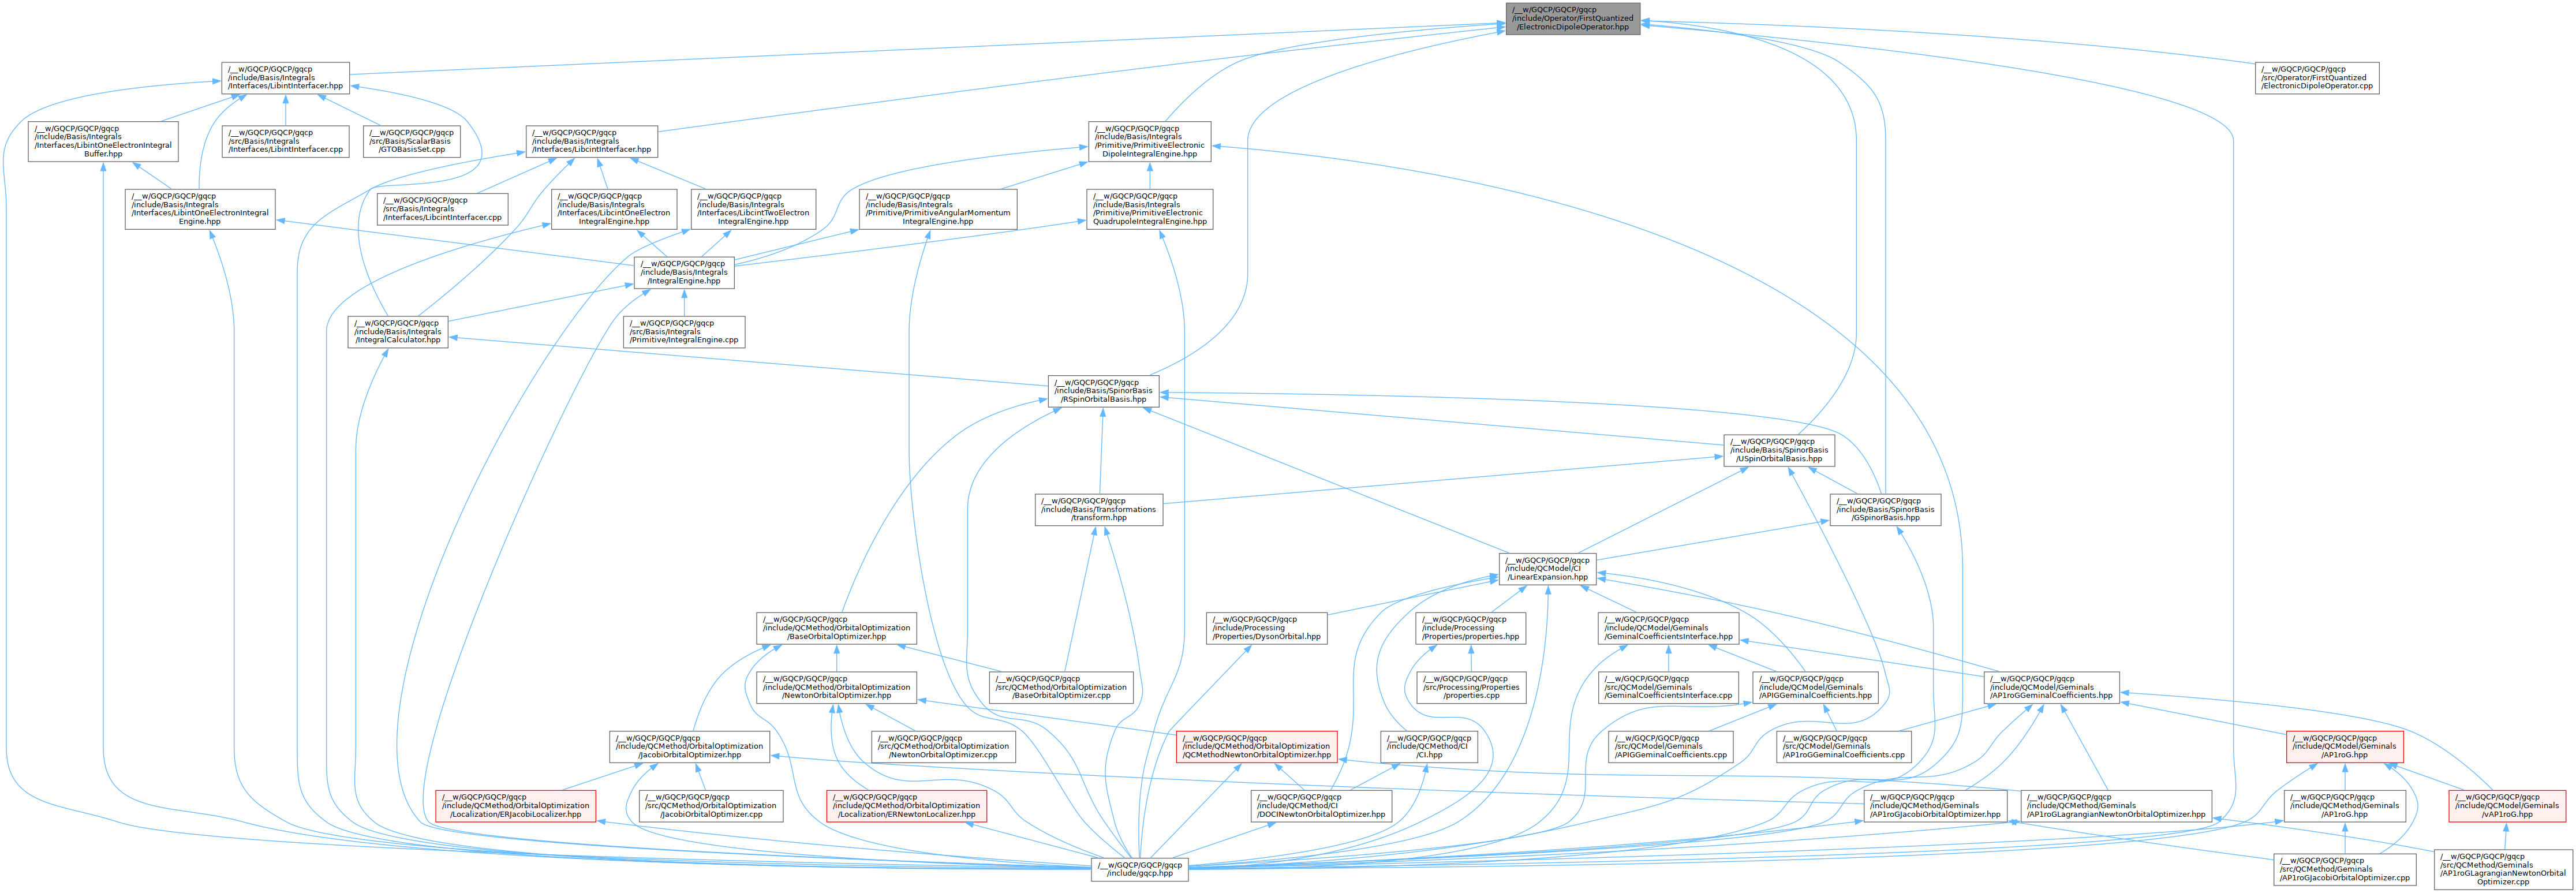 /__w/GQCP/GQCP/gqcp
/include/Operator/FirstQuantized
/ElectronicDipoleOperator.hpp
/__w/GQCP/GQCP/gqcp
/include/Basis/Integrals
/Interfaces/LibintInterfacer.hpp
/__w/GQCP/GQCP/gqcp
/src/Operator/FirstQuantized
/ElectronicDipoleOperator.cpp
/__w/GQCP/GQCP/gqcp
/include/Basis/Integrals
/Interfaces/LibintOneElectronIntegral
Buffer.hpp
/__w/GQCP/GQCP/gqcp
/src/Basis/Integrals
/Interfaces/LibintInterfacer.cpp
/__w/GQCP/GQCP/gqcp
/src/Basis/ScalarBasis
/GTOBasisSet.cpp
/__w/GQCP/GQCP/gqcp
/include/Basis/Integrals
/Interfaces/LibcintInterfacer.hpp
/__w/GQCP/GQCP/gqcp
/include/Basis/Integrals
/Primitive/PrimitiveElectronic
DipoleIntegralEngine.hpp
/__w/GQCP/GQCP/gqcp
/include/Basis/Integrals
/Interfaces/LibintOneElectronIntegral
Engine.hpp
/__w/GQCP/GQCP/gqcp
/src/Basis/Integrals
/Interfaces/LibcintInterfacer.cpp
/__w/GQCP/GQCP/gqcp
/include/Basis/Integrals
/Interfaces/LibcintOneElectron
IntegralEngine.hpp
/__w/GQCP/GQCP/gqcp
/include/Basis/Integrals
/Interfaces/LibcintTwoElectron
IntegralEngine.hpp
/__w/GQCP/GQCP/gqcp
/include/Basis/Integrals
/Primitive/PrimitiveAngularMomentum
IntegralEngine.hpp
/__w/GQCP/GQCP/gqcp
/include/Basis/Integrals
/Primitive/PrimitiveElectronic
QuadrupoleIntegralEngine.hpp
/__w/GQCP/GQCP/gqcp
/include/Basis/Integrals
/IntegralEngine.hpp
/__w/GQCP/GQCP/gqcp
/include/Basis/Integrals
/IntegralCalculator.hpp
/__w/GQCP/GQCP/gqcp
/src/Basis/Integrals
/Primitive/IntegralEngine.cpp
/__w/GQCP/GQCP/gqcp
/include/Basis/SpinorBasis
/RSpinOrbitalBasis.hpp
/__w/GQCP/GQCP/gqcp
/include/Basis/SpinorBasis
/USpinOrbitalBasis.hpp
/__w/GQCP/GQCP/gqcp
/include/Basis/Transformations
/transform.hpp
/__w/GQCP/GQCP/gqcp
/include/Basis/SpinorBasis
/GSpinorBasis.hpp
/__w/GQCP/GQCP/gqcp
/include/QCModel/CI
/LinearExpansion.hpp
/__w/GQCP/GQCP/gqcp
/include/QCMethod/OrbitalOptimization
/BaseOrbitalOptimizer.hpp
/__w/GQCP/GQCP/gqcp
/include/Processing
/Properties/DysonOrbital.hpp
/__w/GQCP/GQCP/gqcp
/include/Processing
/Properties/properties.hpp
/__w/GQCP/GQCP/gqcp
/include/QCModel/Geminals
/GeminalCoefficientsInterface.hpp
/__w/GQCP/GQCP/gqcp
/include/QCMethod/OrbitalOptimization
/NewtonOrbitalOptimizer.hpp
/__w/GQCP/GQCP/gqcp
/src/QCMethod/OrbitalOptimization
/BaseOrbitalOptimizer.cpp
/__w/GQCP/GQCP/gqcp
/src/Processing/Properties
/properties.cpp
/__w/GQCP/GQCP/gqcp
/src/QCModel/Geminals
/GeminalCoefficientsInterface.cpp
/__w/GQCP/GQCP/gqcp
/include/QCModel/Geminals
/APIGGeminalCoefficients.hpp
/__w/GQCP/GQCP/gqcp
/include/QCModel/Geminals
/AP1roGGeminalCoefficients.hpp
/__w/GQCP/GQCP/gqcp
/include/QCMethod/OrbitalOptimization
/JacobiOrbitalOptimizer.hpp
/__w/GQCP/GQCP/gqcp
/src/QCMethod/OrbitalOptimization
/NewtonOrbitalOptimizer.cpp
/__w/GQCP/GQCP/gqcp
/include/QCMethod/OrbitalOptimization
/QCMethodNewtonOrbitalOptimizer.hpp
/__w/GQCP/GQCP/gqcp
/include/QCMethod/CI
/CI.hpp
/__w/GQCP/GQCP/gqcp
/src/QCModel/Geminals
/APIGGeminalCoefficients.cpp
/__w/GQCP/GQCP/gqcp
/src/QCModel/Geminals
/AP1roGGeminalCoefficients.cpp
/__w/GQCP/GQCP/gqcp
/include/QCModel/Geminals
/AP1roG.hpp
/__w/GQCP/GQCP/gqcp
/include/QCMethod/OrbitalOptimization
/Localization/ERJacobiLocalizer.hpp
/__w/GQCP/GQCP/gqcp
/src/QCMethod/OrbitalOptimization
/JacobiOrbitalOptimizer.cpp
/__w/GQCP/GQCP/gqcp
/include/QCMethod/OrbitalOptimization
/Localization/ERNewtonLocalizer.hpp
/__w/GQCP/GQCP/gqcp
/include/QCMethod/CI
/DOCINewtonOrbitalOptimizer.hpp
/__w/GQCP/GQCP/gqcp
/include/QCMethod/Geminals
/AP1roGJacobiOrbitalOptimizer.hpp
/__w/GQCP/GQCP/gqcp
/include/QCMethod/Geminals
/AP1roGLagrangianNewtonOrbitalOptimizer.hpp
/__w/GQCP/GQCP/gqcp
/include/QCMethod/Geminals
/AP1roG.hpp
/__w/GQCP/GQCP/gqcp
/include/QCModel/Geminals
/vAP1roG.hpp
/__w/GQCP/GQCP/gqcp
/include/gqcp.hpp
/__w/GQCP/GQCP/gqcp
/src/QCMethod/Geminals
/AP1roGJacobiOrbitalOptimizer.cpp
/__w/GQCP/GQCP/gqcp
/src/QCMethod/Geminals
/AP1roGLagrangianNewtonOrbital
Optimizer.cpp